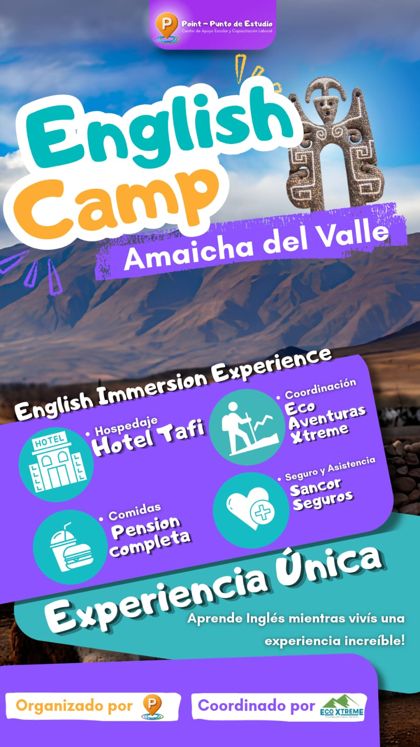 Point - Punto de Estudio
Centro de Apoyo Escolar y Capacitación Laboral
English
Camp
Amaicha del Valle
English Immersion Experience
• Hospedaje
Hotel Tafi
• Coordinación
Eco
Aventuras
Xtreme
HOTEL
• Comidas
Pension
completa
• Seguro y Asistencia
Sancor
Seguros
Experiencia Única
Aprende Inglés mientras vivís una
experiencia increíble!
Organizado por
Coordinado por
ECO XTREME